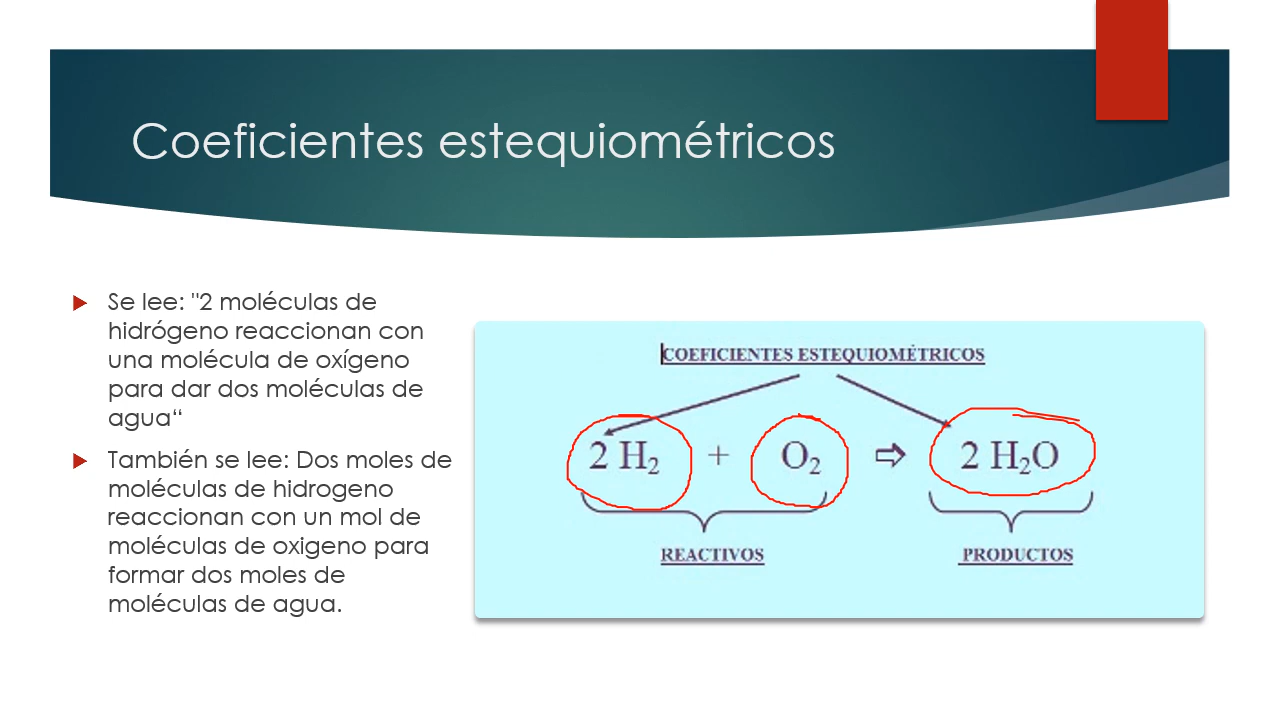 Coeficientes estequiométricos
Se lee: "2 moléculas de
hidrógeno reaccionan con
una molécula de oxígeno
para dar dos moléculas de
agua“
También se lee: Dos moles de
moléculas de hidrogeno
reaccionan con un mol de
moléculas de oxigeno para
formar dos moles de
moléculas de agua.
COEFICIENTES ESTEQUIOMÉTRICOS
2 H₂ + O₂ ⇨ 2 H₂O
REACTIVOS PRODUCTOS